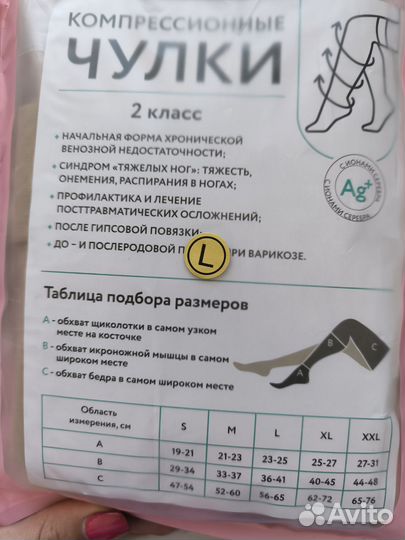 КОМПРЕССИОННЫЕ
ЧУЛКИ
2 класс
• НАЧАЛЬНАЯ ФОРМА ХРОНИЧЕСКОЙ
ВЕНОЗНОЙ НЕДОСТАТОЧНОСТИ;
• СИНДРОМ «ТЯЖЕЛЫХ НОГ»: ТЯЖЕСТЬ,
ОНЕМЕНИЯ, РАСПИРАНИЯ В НОГАХ;
• ПРОФИЛАКТИКА И ЛЕЧЕНИЕ
ПОСТТРАВМАТИЧЕСКИХ ОСЛОЖНЕНИЙ;
• ПОСЛЕ ГИПСОВОЙ ПОВЯЗКИ;
• ДО – И ПОСЛЕРОДОВОЙ ПРИ ВАРИКОЗЕ.
С ИОНАМИ СЕРЕБРА
Ag+
С ИОНАМИ СЕРЕБРА
L
Таблица подбора размеров
А - обхват щиколотки в самом узком
месте на косточке
В - обхват икроножной мышцы в самом
широком месте
С - обхват бедра в самом широком месте
A
B
C
Область измерения, см S M L XL XXL
A 19-21 21-23 23-25 25-27 27-31
B 29-34 33-37 36-41 40-45 44-48
C 47-54 52-60 56-65 62-72 65-76
Avito